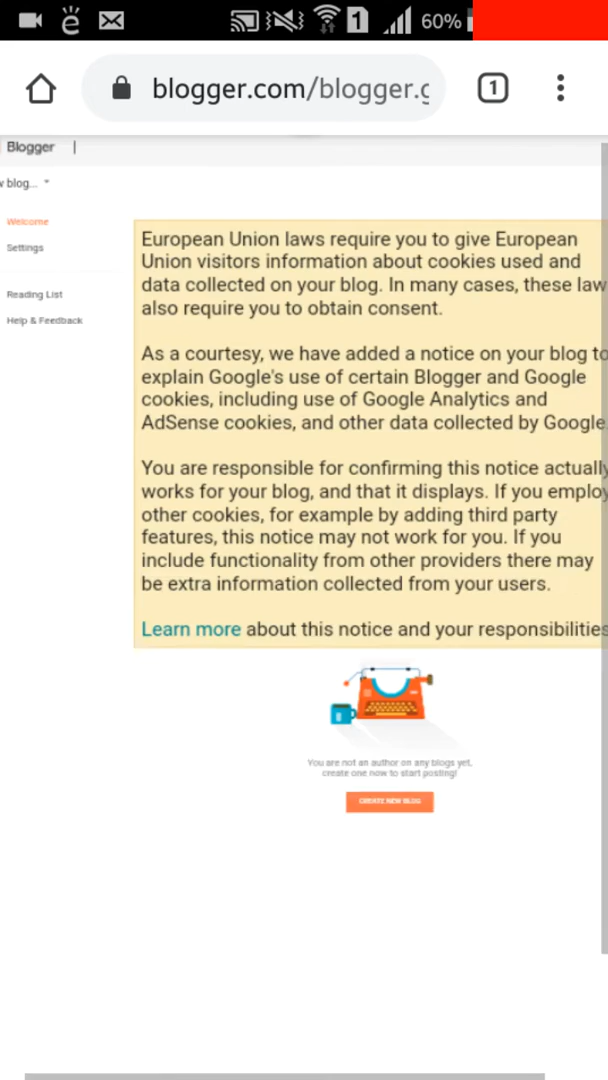 60%
blogger.com/blogger.g
1
Blogger |
blog...
Welcome
Settings
Reading List
Help & Feedback
European Union laws require you to give European
Union visitors information about cookies used and
data collected on your blog. In many cases, these law
also require you to obtain consent.
As a courtesy, we have added a notice on your blog to
explain Google's use of certain Blogger and Google
cookies, including use of Google Analytics and
AdSense cookies, and other data collected by Google.
You are responsible for confirming this notice actually
works for your blog, and that it displays. If you employ
other cookies, for example by adding third party
features, this notice may not work for you. If you
include functionality from other providers there may
be extra information collected from your users.
Learn more about this notice and your responsibilities
You are not an author on any blogs yet,
create one now to start posting!
CREATE NEW BLOG